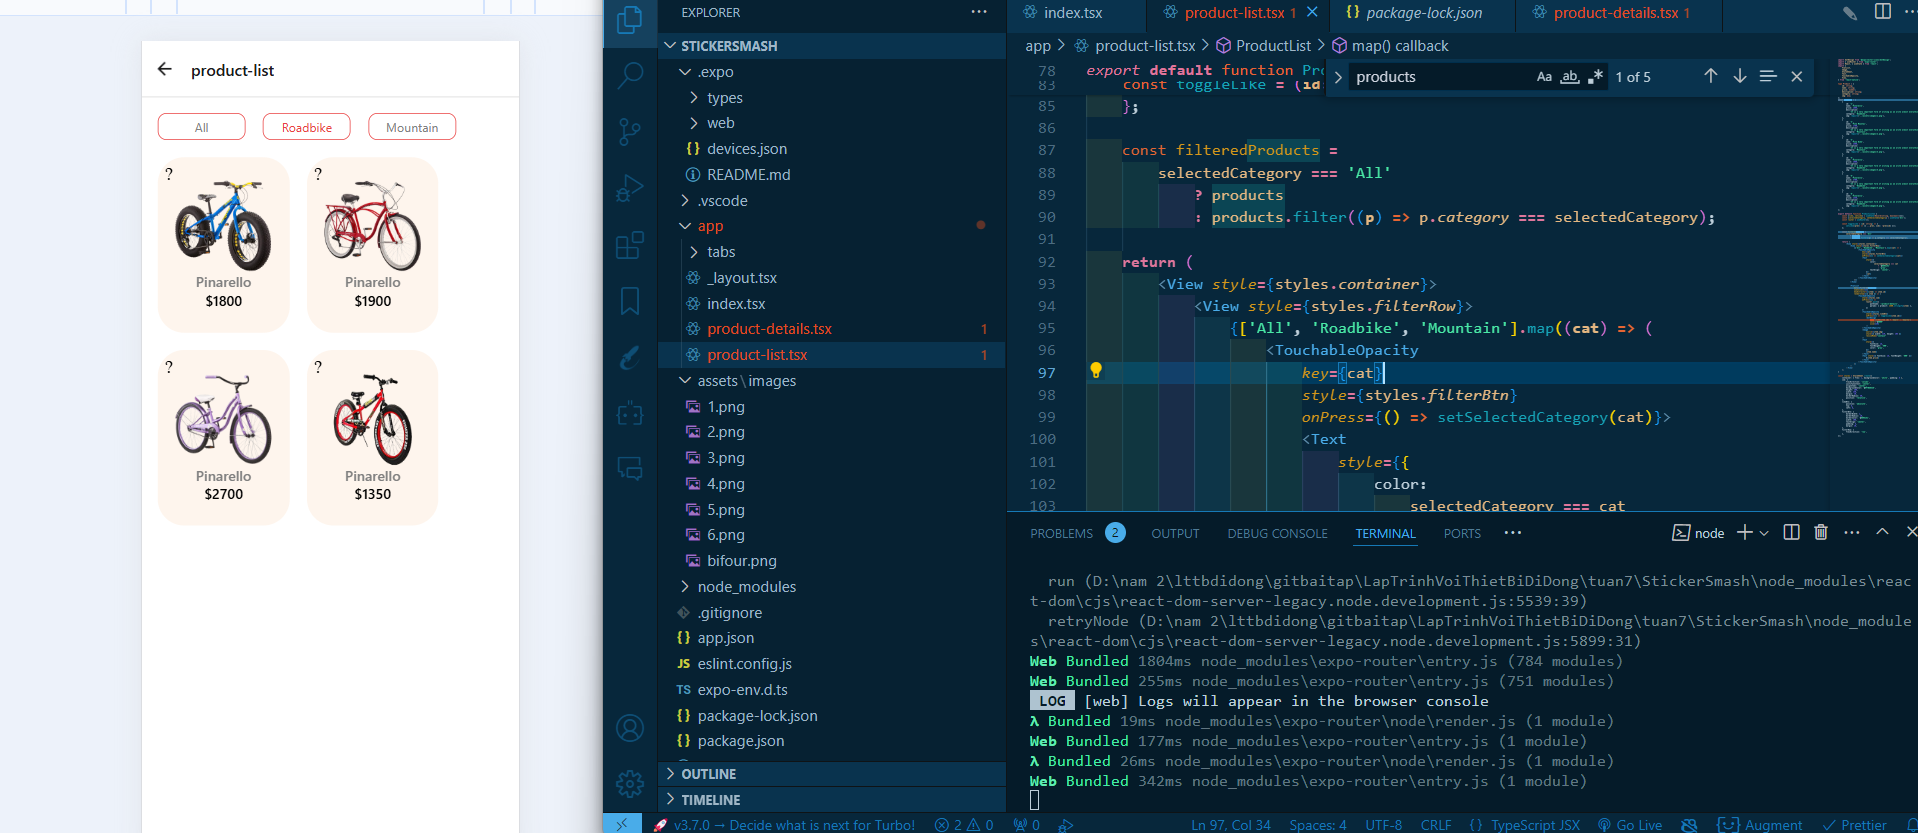 product-list
All
Roadbike
Mountain
?
?
Pinarello
Pinarello
$1800
$1900
?
?
Pinarello
Pinarello
$2700
$1350
EXPLORER
STICKERSMASH
.expo
types
web
{} devices.json
README.md
.vscode
app
tabs
_layout.tsx
index.tsx
product-details.tsx 1
product-list.tsx 1
assets\images
1.png
2.png
3.png
4.png
5.png
6.png
bifour.png
node_modules
.gitignore
{} app.json
JS eslint.config.js
TS expo-env.d.ts
{} package-lock.json
{} package.json
OUTLINE
TIMELINE
index.tsx
product-list.tsx 1
{} package-lock.json
product-details.tsx 1
app > product-list.tsx > ProductList > map() callback
products
Aa ab .*
1 of 5
78 export default function Pr
83 const toggleLike = (id
85 };
86
87 const filteredProducts =
88 selectedCategory === 'All'
89 ? products
90 : products.filter((p) => p.category === selectedCategory);
91
92 return (
93 <View style={styles.container}>
94 <View style={styles.filterRow}>
95 {['All', 'Roadbike', 'Mountain'].map((cat) => (
96 <TouchableOpacity
97 key={cat}
98 style={styles.filterBtn}
99 onPress={() => setSelectedCategory(cat)}>
100 <Text
101 style={{
102 color:
103 selectedCategory === cat
PROBLEMS 2 OUTPUT DEBUG CONSOLE TERMINAL PORTS
node
run (D:\nam 2\lttbdidong\gitbaitap\LapTrinhVoiThietBiDiDong\tuan7\StickerSmash\node_modules\reac
t-dom\cjs\react-dom-server-legacy.node.development.js:5539:39)
retryNode (D:\nam 2\lttbdidong\gitbaitap\LapTrinhVoiThietBiDiDong\tuan7\StickerSmash\node_module
s\react-dom\cjs\react-dom-server-legacy.node.development.js:5899:31)
Web Bundled 1804ms node_modules\expo-router\entry.js (784 modules)
Web Bundled 255ms node_modules\expo-router\entry.js (751 modules)
LOG [web] Logs will appear in the browser console
λ Bundled 19ms node_modules\expo-router\node\render.js (1 module)
Web Bundled 177ms node_modules\expo-router\entry.js (1 module)
λ Bundled 26ms node_modules\expo-router\node\render.js (1 module)
Web Bundled 342ms node_modules\expo-router\entry.js (1 module)
v3.7.0 → Decide what is next for Turbo! 2 0 0
Ln 97, Col 34 Spaces: 4 UTF-8 CRLF {} TypeScript JSX Go Live Augment Prettier